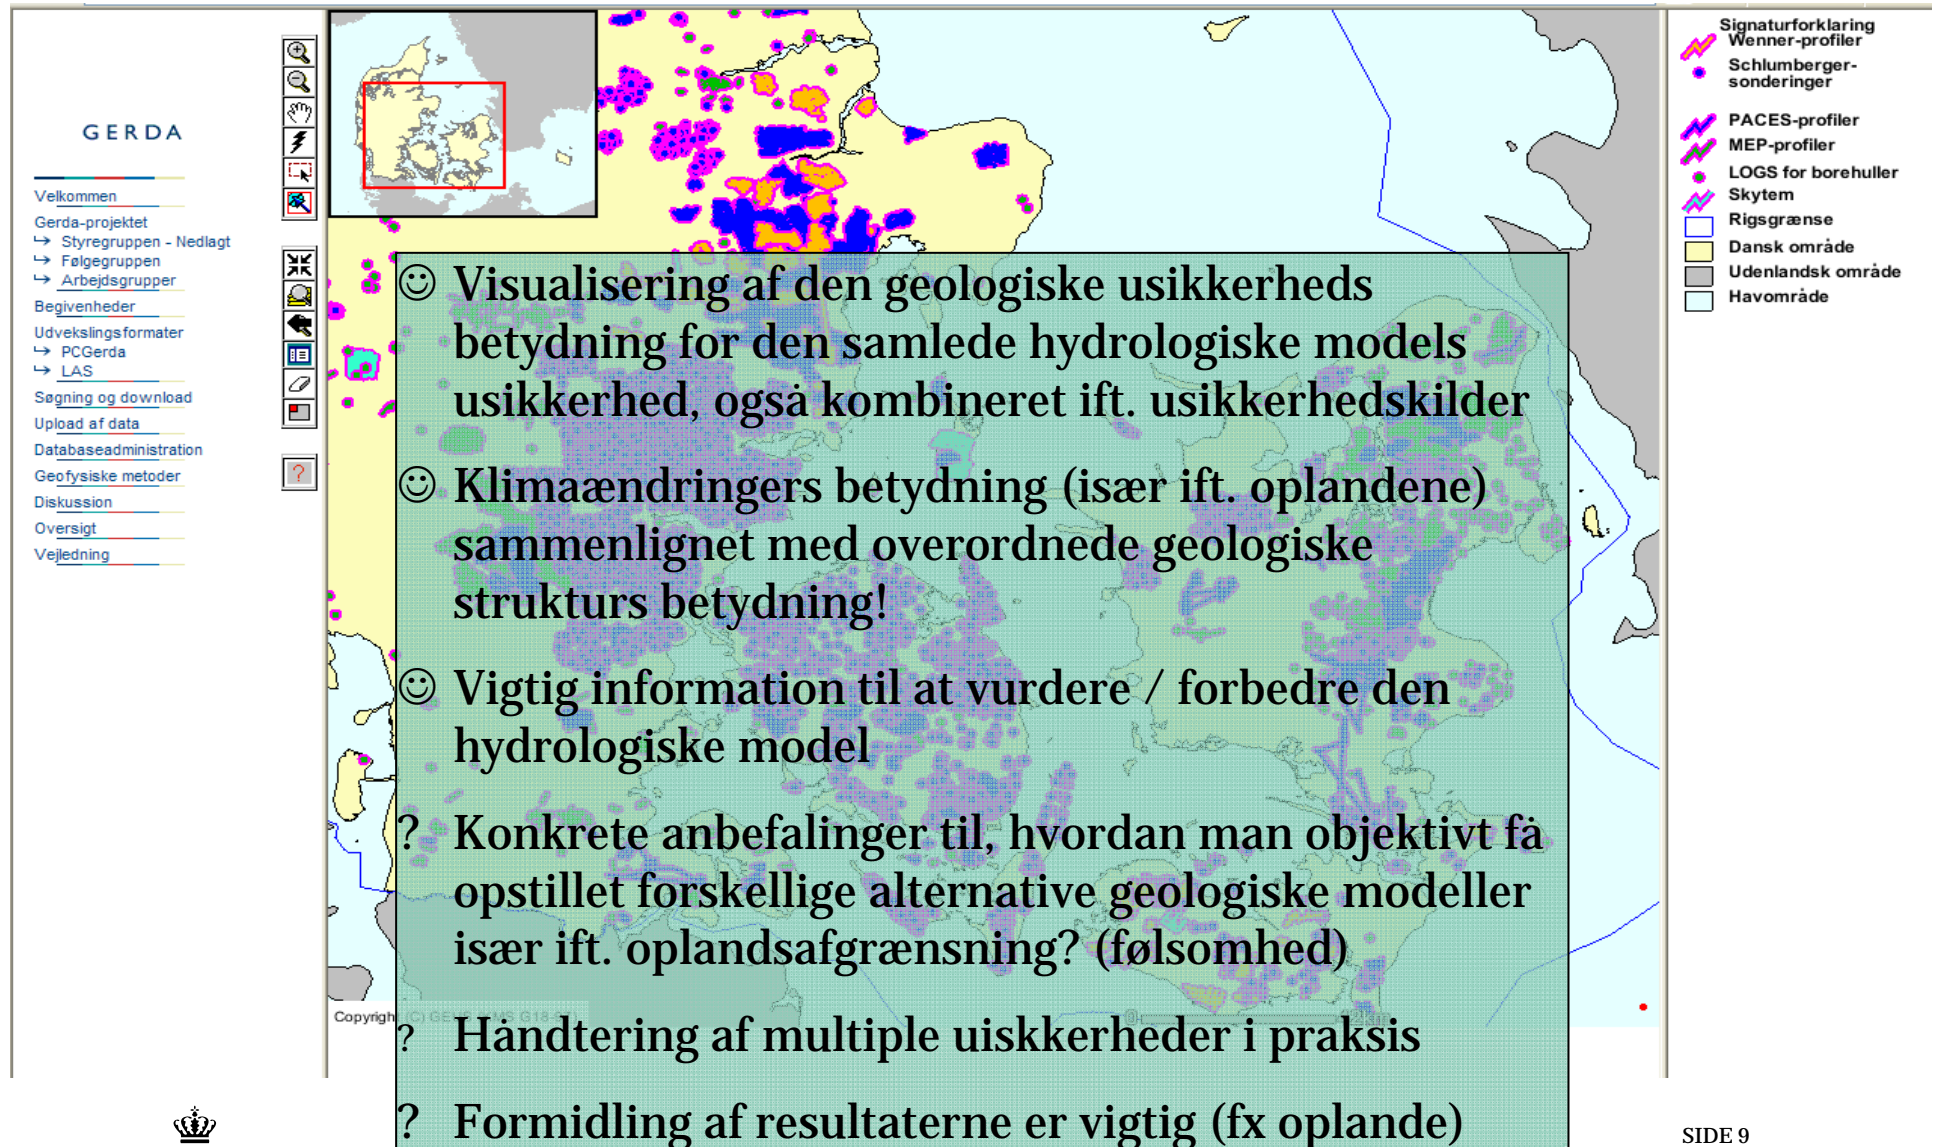 GERDA
Velkommen
Gerda-projektet
Styregruppen - Nedlagt
Følgegruppen
Arbejdsgrupper
Begivenheder
Udvekslingsformater
PCGerda
LAS
Søgning og download
Upload af data
Databaseadministration
Geofysiske metoder
Diskussion
Oversigt
Vejledning
?
☺ Visualisering af den geologiske usikkerheds
betydning for den samlede hydrologiske models
usikkerhed, også kombineret ift. usikkerhedskilder
☺ Klimaændringers betydning (især ift. oplandene)
sammenlignet med overordnede geologiske
strukturs betydning!
☺ Vigtig information til at vurdere / forbedre den
hydrologiske model
? Konkrete anbefalinger til, hvordan man objektivt få
opstillet forskellige alternative geologiske modeller
især ift. oplandsafgrænsning? (følsomhed)
? Håndtering af multiple uiskkerheder i praksis
? Formidling af resultaterne er vigtig (fx oplande)
Copyright (C) GEUS (KMS G18-97)
Signaturforklaring
Wenner-profiler
Schlumberger-
sonderinger
PACES-profiler
MEP-profiler
LOGS for borehuller
Skytem
Rigsgrænse
Dansk område
Udenlandsk område
Havområde
SIDE 9